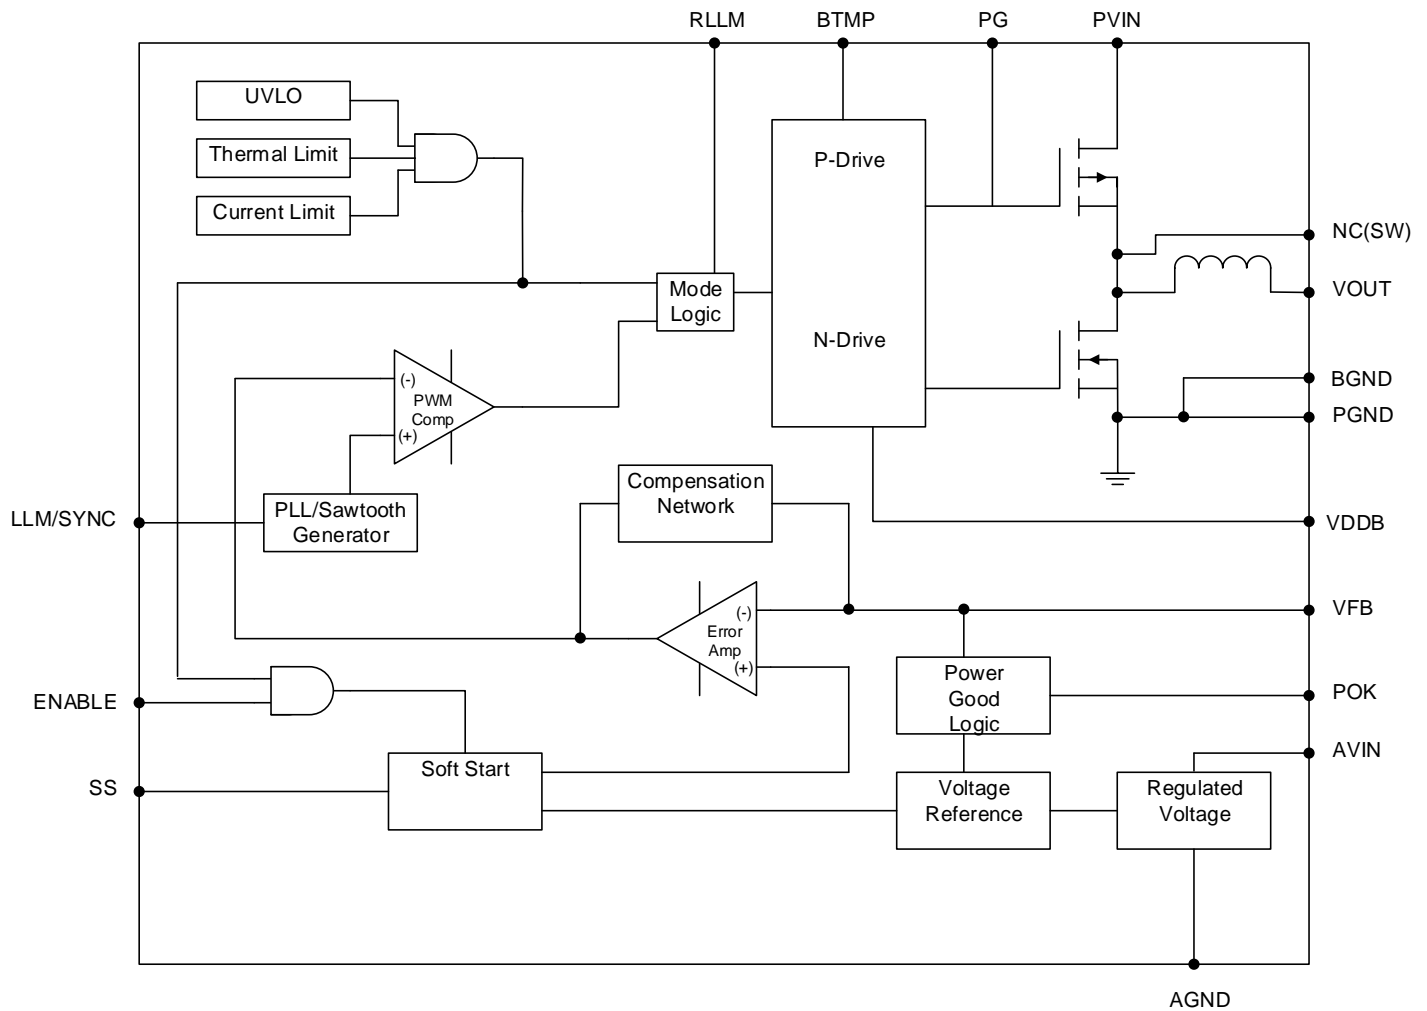 RLLM
BTMP
PG
PVIN
UVLO
Thermal Limit
Current Limit
P-Drive
N-Drive
Mode
Logic
NC(SW)
VOUT
BGND
PGND
(-)
PWM
Comp
(+)
Compensation
Network
PLL/Sawtooth
Generator
LLM/SYNC
VDDB
VFB
(-)
Error
Amp
(+)
Power
Good
Logic
POK
ENABLE
AVIN
Soft Start
SS
Voltage
Reference
Regulated
Voltage
AGND